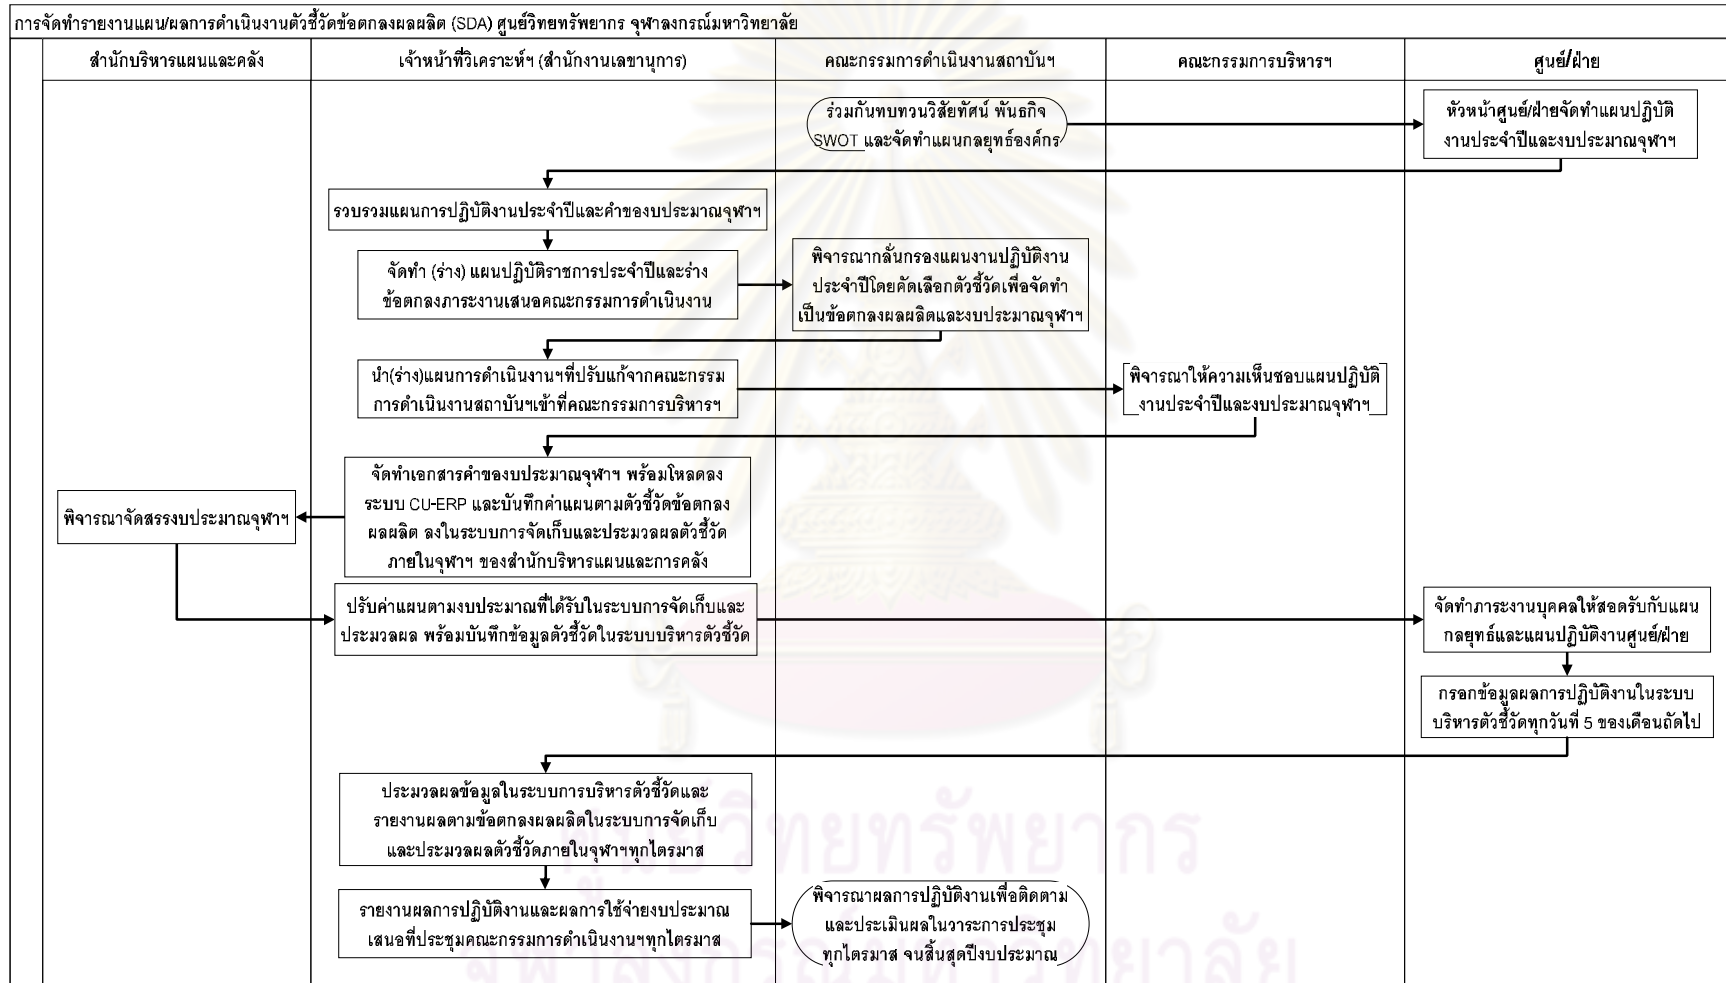 การจัดทำรายงานแผน/ผลการดำเนินงานตัวชี้วัดข้อตกลงผลผลิต (SDA) ศูนย์วิทยทรัพยากร จุฬาลงกรณ์มหาวิทยาลัย
สำนักบริหารแผนและคลัง
เจ้าหน้าที่วิเคราะห์ฯ (สำนักงานเลขานุการ)
คณะกรรมการดำเนินงานสถาบันฯ
คณะกรรมการบริหารฯ
ศูนย์/ฝ่าย
ร่วมกันทบทวนวิสัยทัศน์ พันธกิจ
SWOT และจัดทำแผนกลยุทธ์องค์กร
หัวหน้าศูนย์/ฝ่ายจัดทำแผนปฏิบัติ
งานประจำปีและงบประมาณจุฬาฯ
รวบรวมแผนการปฏิบัติงานประจำปีและคำของบประมาณจุฬาฯ
จัดทำ (ร่าง) แผนปฏิบัติราชการประจำปีและร่าง
ข้อตกลงภาระงานเสนอคณะกรรมการดำเนินงาน
พิจารณากลั่นกรองแผนงานปฏิบัติงาน
ประจำปีโดยคัดเลือกตัวชี้วัดเพื่อจัดทำ
เป็นข้อตกลงผลผลิตและงบประมาณจุฬาฯ
นำ(ร่าง)แผนการดำเนินงานฯที่ปรับแก้จากคณะกรรม
การดำเนินงานสถาบันฯเข้าที่คณะกรรมการบริหารฯ
พิจารณาให้ความเห็นชอบแผนปฏิบัติ
งานประจำปีและงบประมาณจุฬาฯ
จัดทำเอกสารคำของบประมาณจุฬาฯ พร้อมโหลดลง
ระบบ CU-ERP และบันทึกค่าแผนตามตัวชี้วัดข้อตกลง
ผลผลิต ลงในระบบการจัดเก็บและประมวลผลตัวชี้วัด
ภายในจุฬาฯ ของสำนักบริหารแผนและการคลัง
พิจารณาจัดสรรงบประมาณจุฬาฯ
ปรับค่าแผนตามงบประมาณที่ได้รับในระบบการจัดเก็บและ
ประมวลผล พร้อมบันทึกข้อมูลตัวชี้วัดในระบบบริหารตัวชี้วัด
จัดทำภาระงานบุคคลให้สอดรับกับแผน
กลยุทธ์และแผนปฏิบัติงานศูนย์/ฝ่าย
กรอกข้อมูลผลการปฏิบัติงานในระบบ
บริหารตัวชี้วัดทุกวันที่ 5 ของเดือนถัดไป
ประมวลผลข้อมูลในระบบการบริหารตัวชี้วัดและ
รายงานผลตามข้อตกลงผลผลิตในระบบการจัดเก็บ
และประมวลผลตัวชี้วัดภายในจุฬาฯทุกไตรมาส
รายงานผลการปฏิบัติงานและผลการใช้จ่ายงบประมาณ
เสนอที่ประชุมคณะกรรมการดำเนินงานฯทุกไตรมาส
พิจารณาผลการปฏิบัติงานเพื่อติดตาม
และประเมินผลในวาระการประชุม
ทุกไตรมาส จนสิ้นสุดปีงบประมาณ
ศูนย์วิทยทรัพยากร
จุฬาลงกรณ์มหาวิทยาลัย